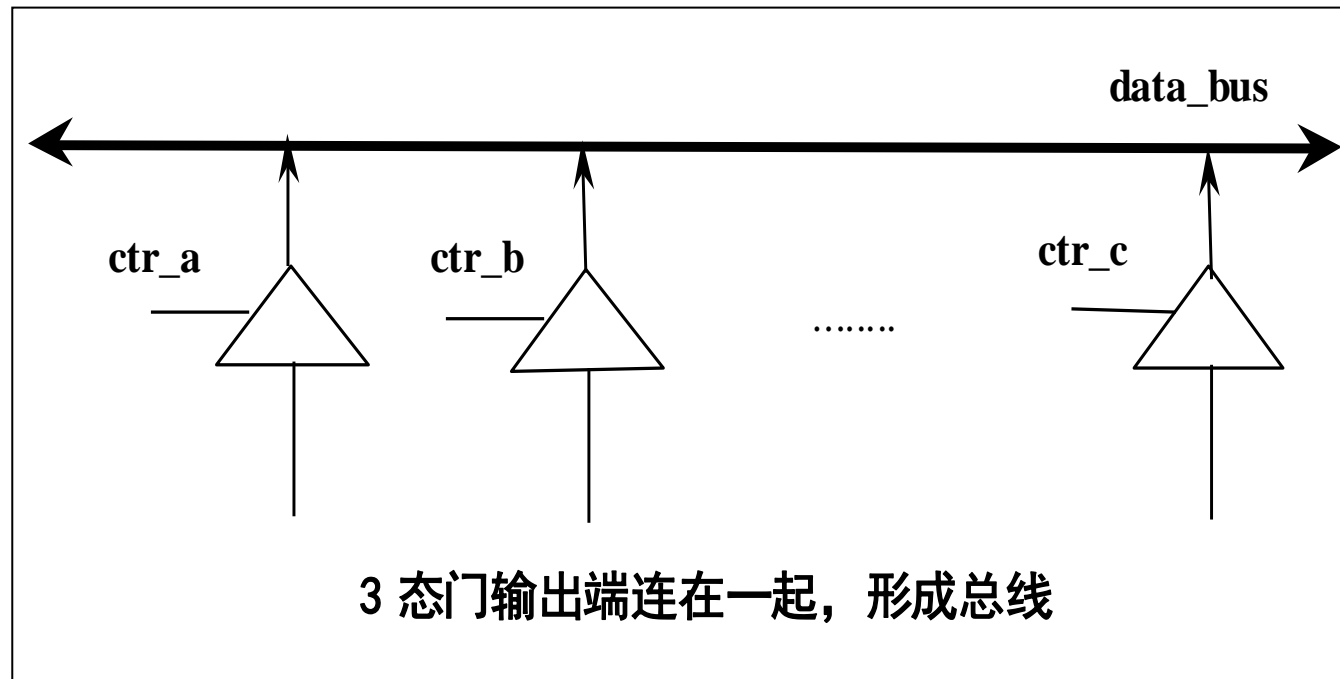 data_bus
ctr_a
ctr_b
ctr_c
........
3 态门输出端连在一起，形成总线